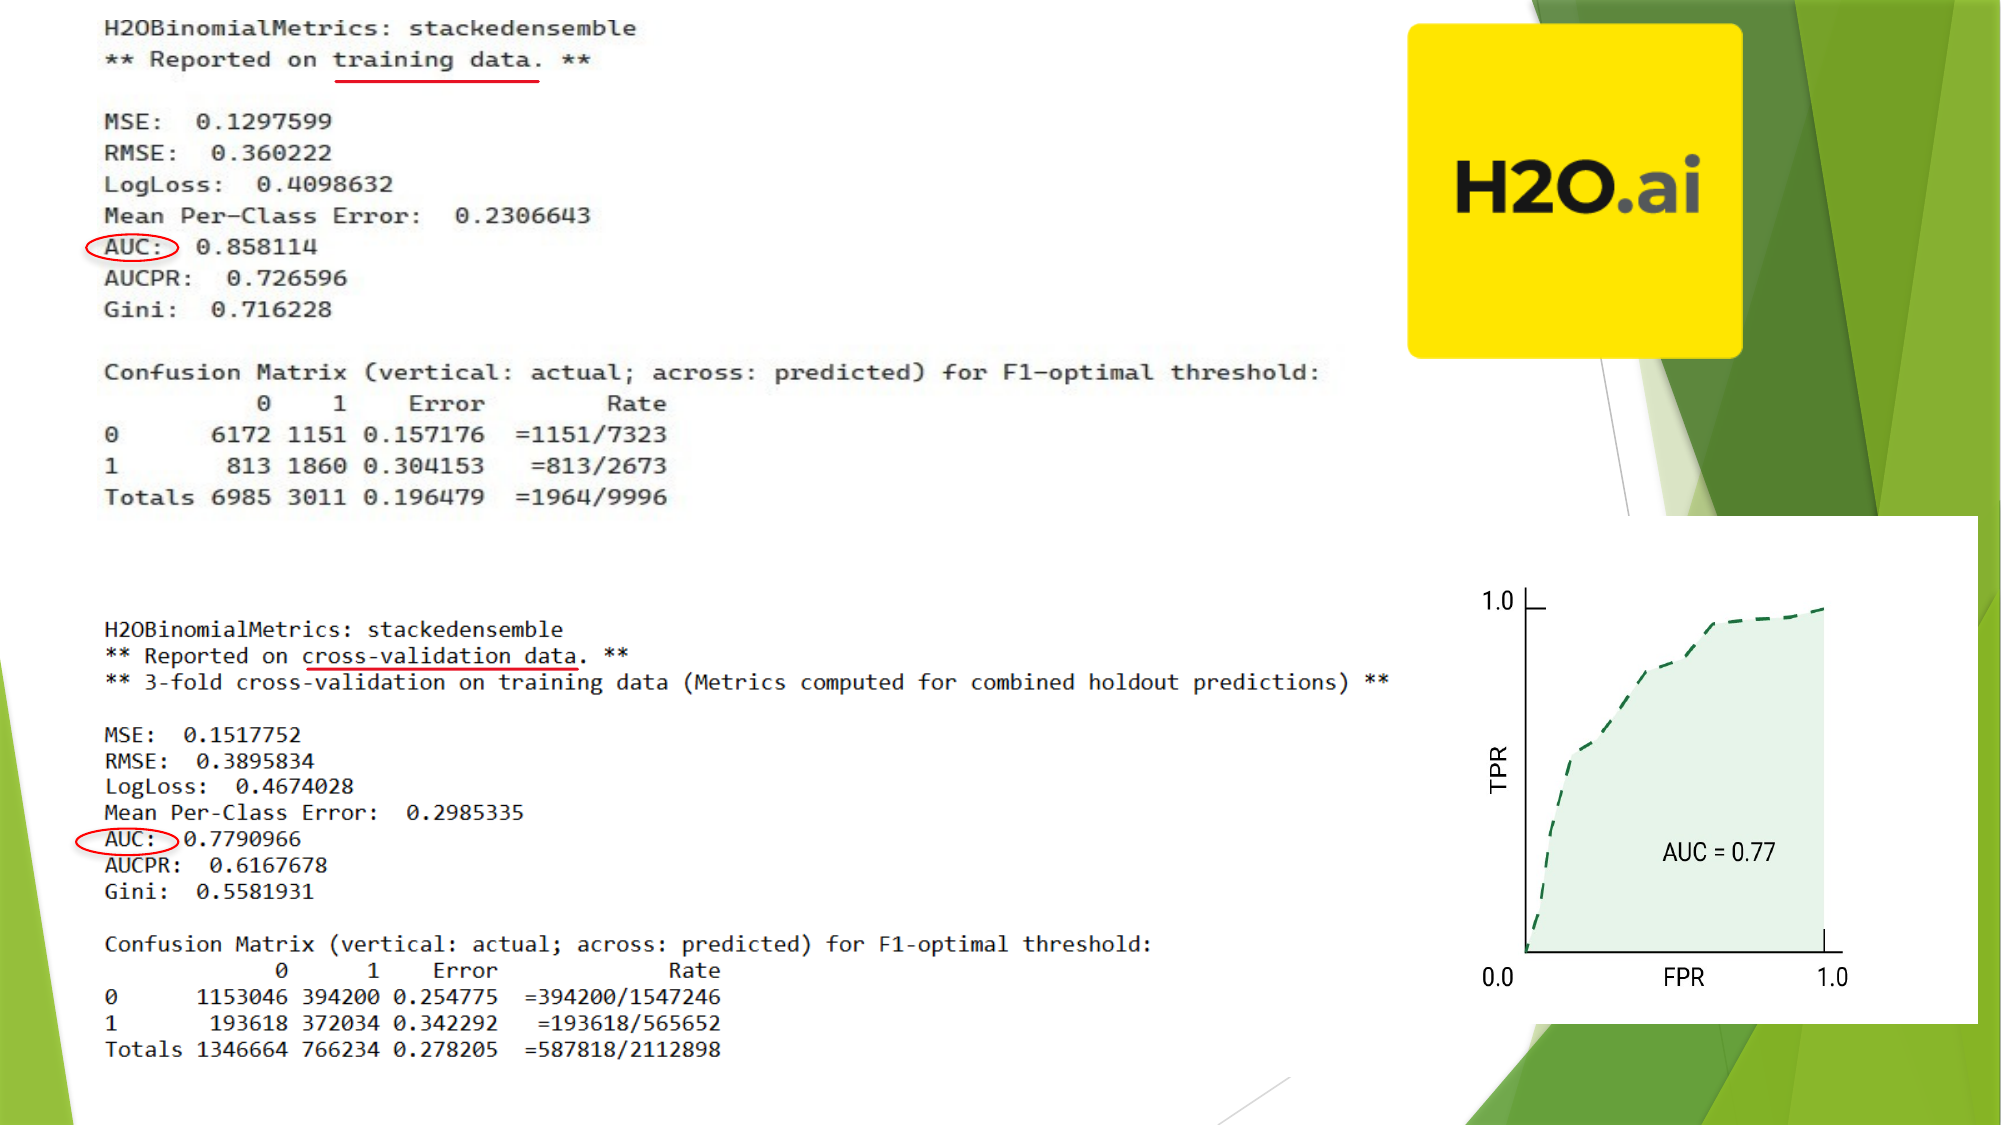 H2OBinomialMetrics: stackedensemble
** Reported on training data. **
MSE:  0.1297599
RMSE:  0.360222
LogLoss:  0.4098632
Mean Per-Class Error:  0.2306643
AUC:  0.858114
AUCPR:  0.726596
Gini:  0.716228
Confusion Matrix (vertical: actual; across: predicted) for F1-optimal threshold:
0 1 Error Rate
0 6172 1151 0.157176 =1151/7323
1 813 1860 0.304153 =813/2673
Totals 6985 3011 0.196479 =1964/9996
H2O.ai
H2OBinomialMetrics: stackedensemble
** Reported on cross-validation data. **
** 3-fold cross-validation on training data (Metrics computed for combined holdout predictions) **
MSE:  0.1517752
RMSE:  0.3895834
LogLoss:  0.4674028
Mean Per-Class Error:  0.2985335
AUC:  0.7790966
AUCPR:  0.6167678
Gini:  0.5581931
Confusion Matrix (vertical: actual; across: predicted) for F1-optimal threshold:
0 1 Error Rate
0 1153046 394200 0.254775 =394200/1547246
1 193618 372034 0.342292 =193618/565652
Totals 1346664 766234 0.278205 =587818/2112898
1.0
TPR
AUC = 0.77
0.0 FPR 1.0